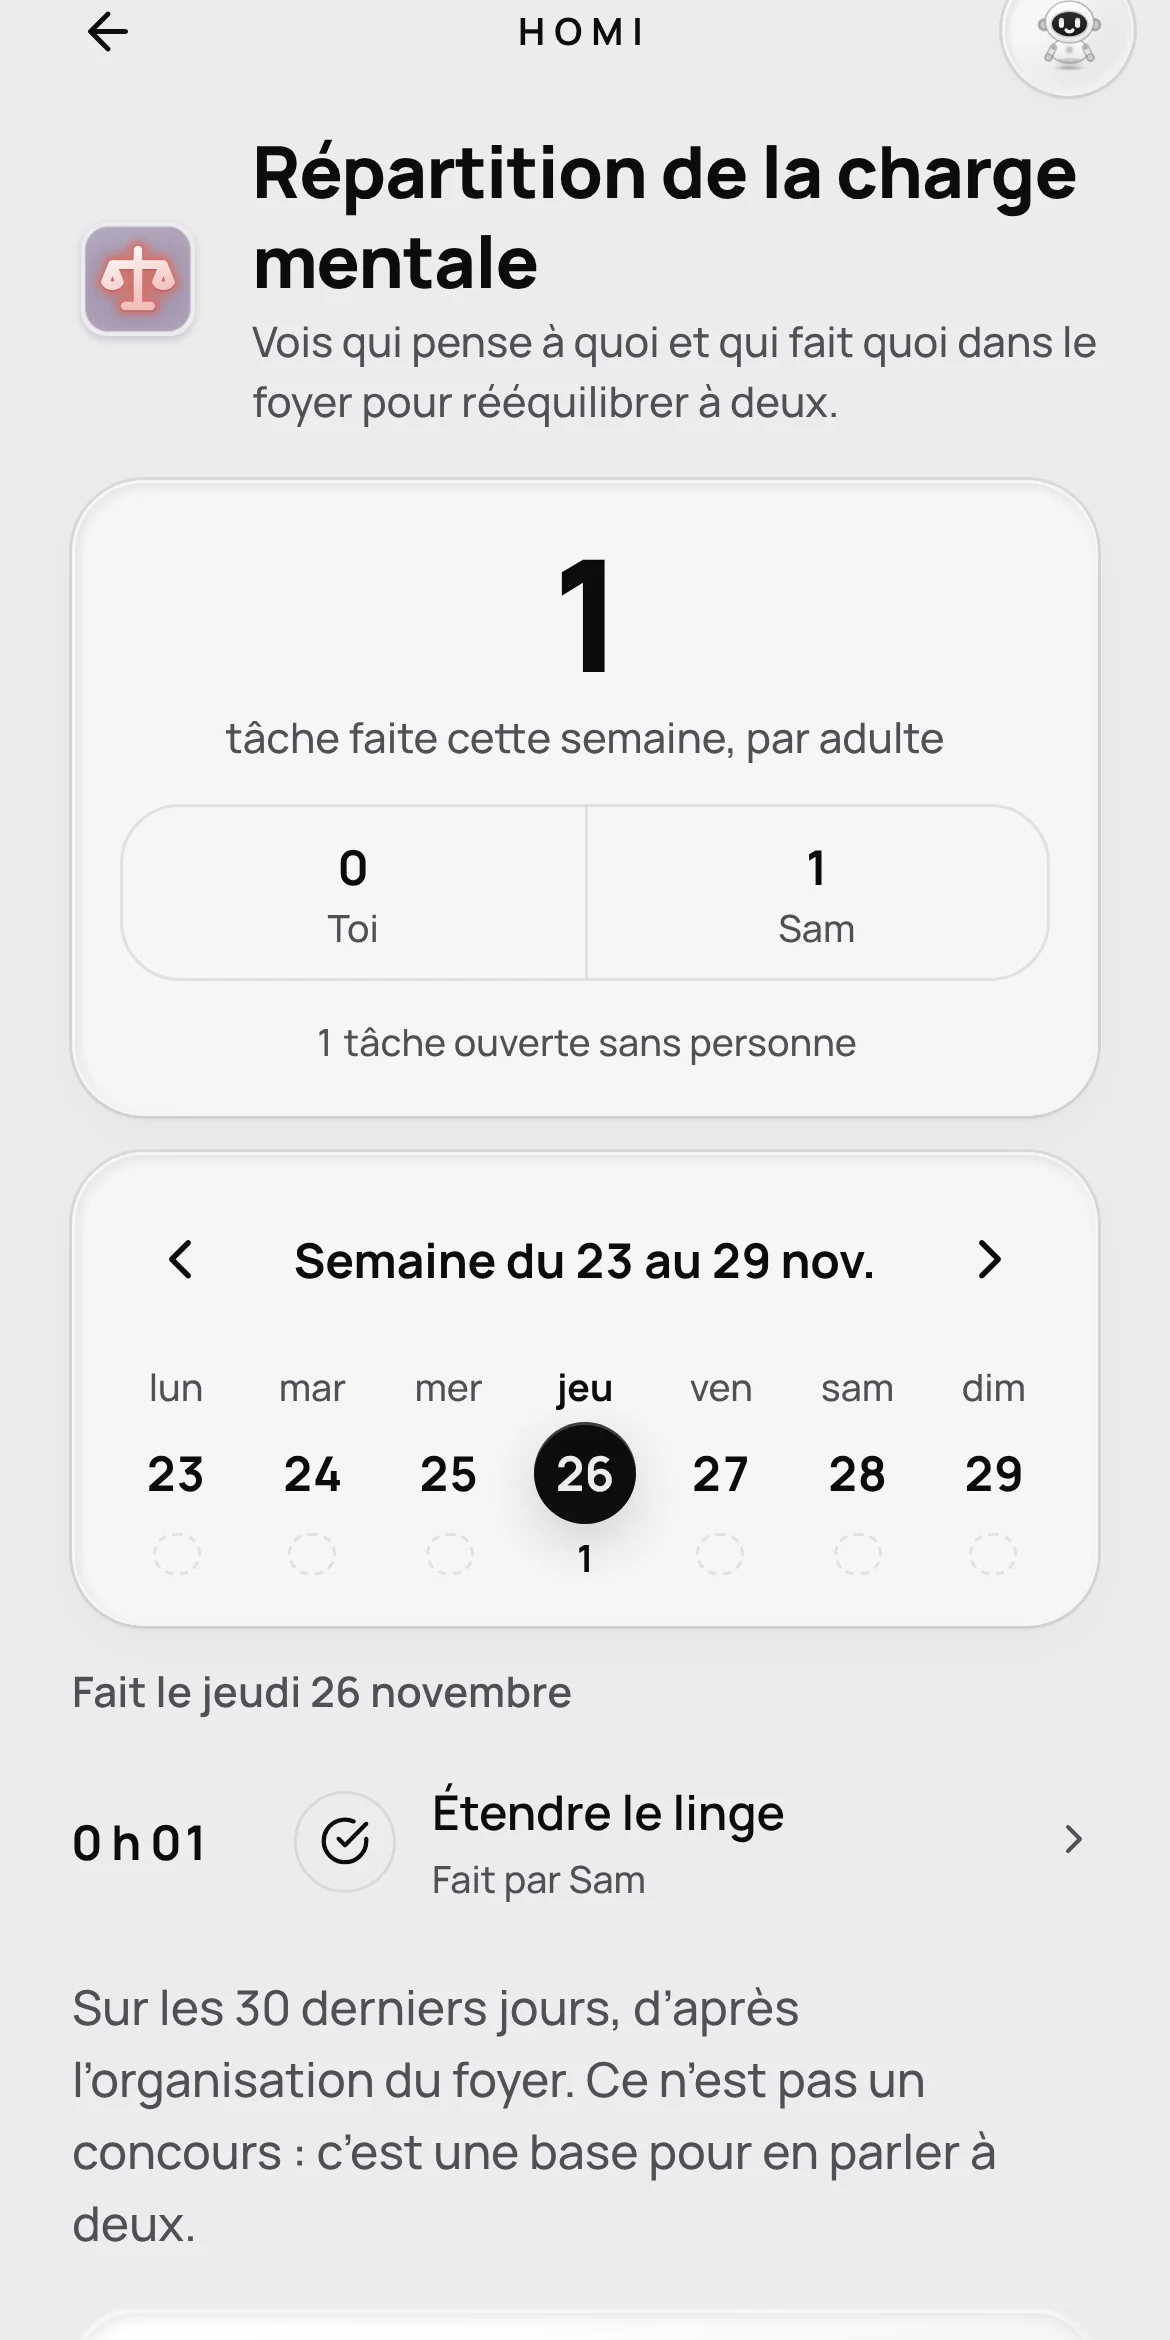 HOMI
Répartition de la charge
mentale
Vois qui pense à quoi et qui fait quoi dans le
foyer pour rééquilibrer à deux.
1
tâche faite cette semaine, par adulte
0
Toi
1
Sam
1 tâche ouverte sans personne
Semaine du 23 au 29 nov.
lun mar mer jeu ven sam dim
23 24 25 26 27 28 29
1
Fait le jeudi 26 novembre
0 h 01
Étendre le linge
Fait par Sam
Sur les 30 derniers jours, d’après
l’organisation du foyer. Ce n’est pas un
concours : c’est une base pour en parler à
deux.